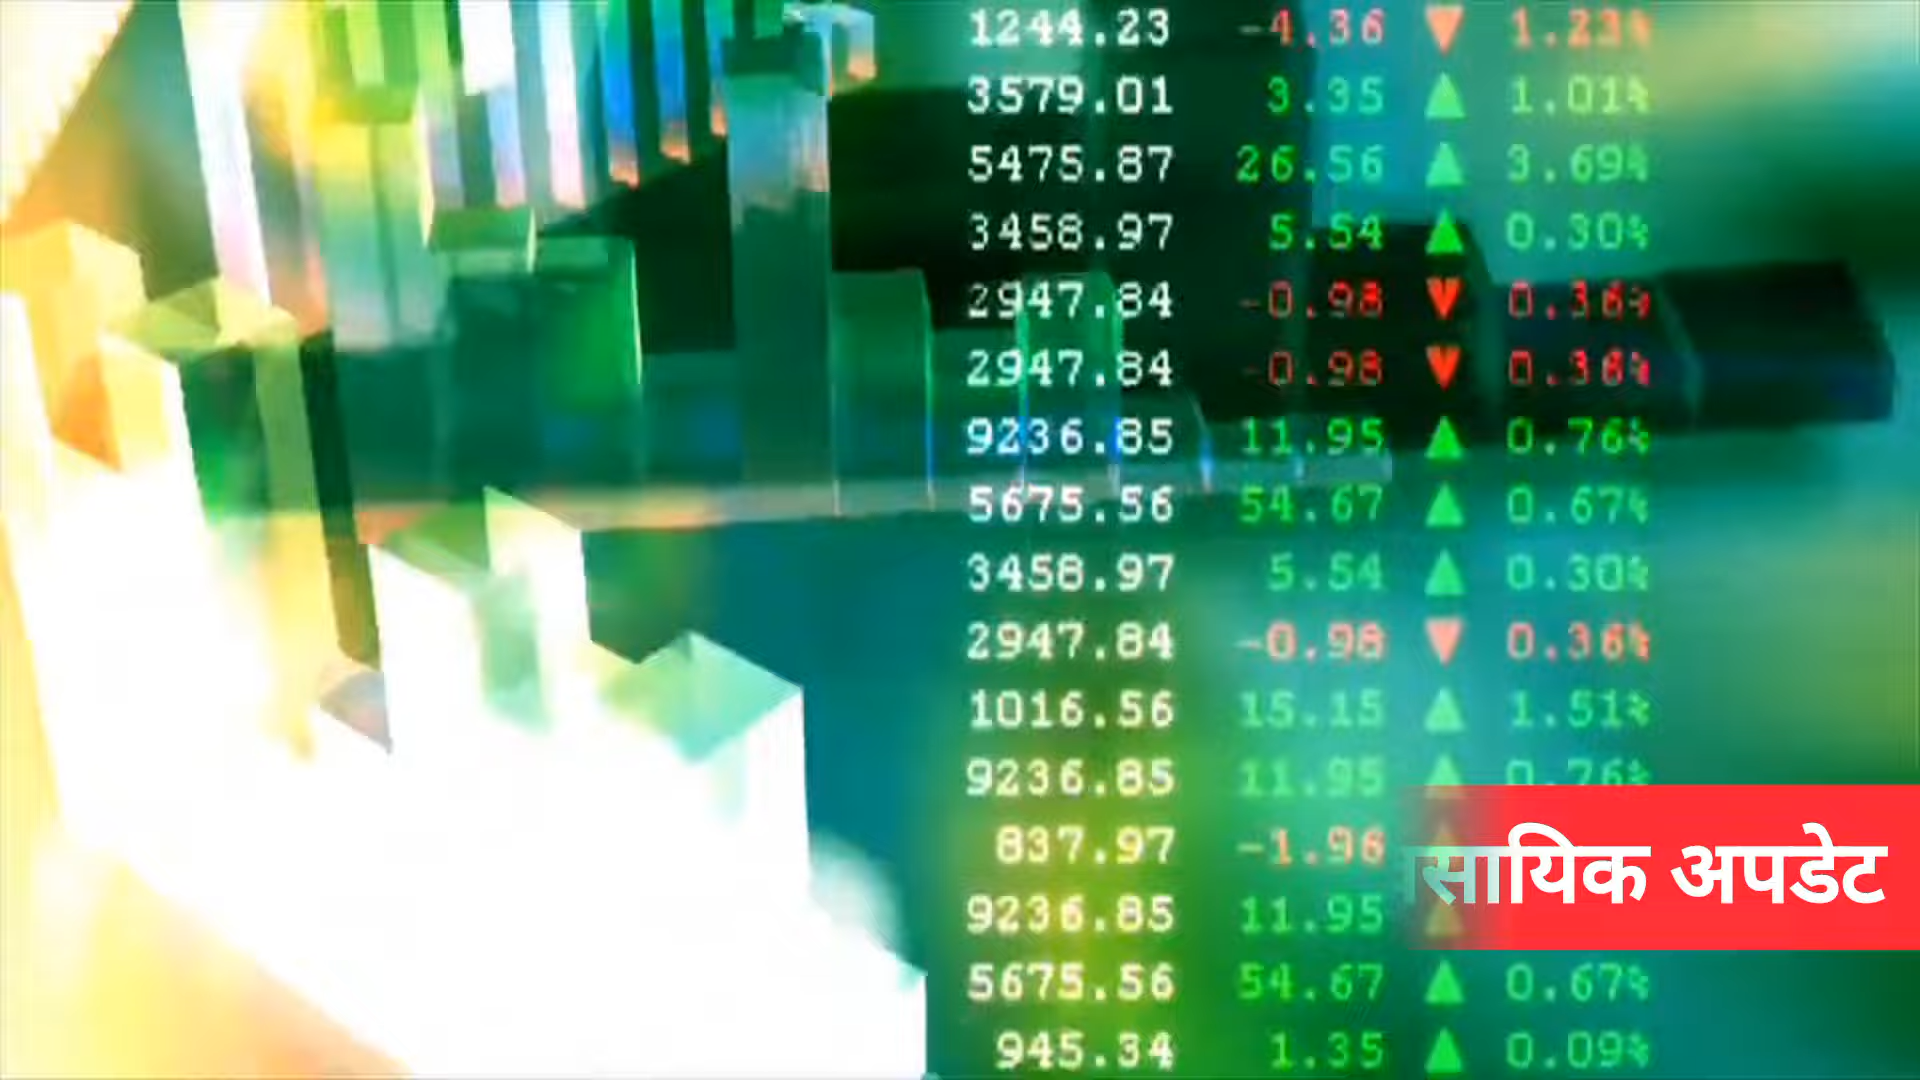 1244.23 -4.36 ▼ 1.23%
3579.01 3.35 ▲ 1.01%
5475.87 26.56 ▲ 3.69%
3458.97 5.54 ▲ 0.30%
2947.84 -0.98 ▼ 0.36%
2947.84 -0.98 ▼ 0.36%
9236.85 11.95 ▲ 0.76%
5675.56 54.67 ▲ 0.67%
3458.97 5.54 ▲ 0.30%
2947.84 -0.98 ▼ 0.36%
1016.56 15.15 ▲ 1.51%
9236.85 11.95 ▲ 0.76%
837.97 -1.96
9236.85 11.95
अपडेट
5675.56 54.67 ▲ 0.67%
945.34 1.35 ▲ 0.09%